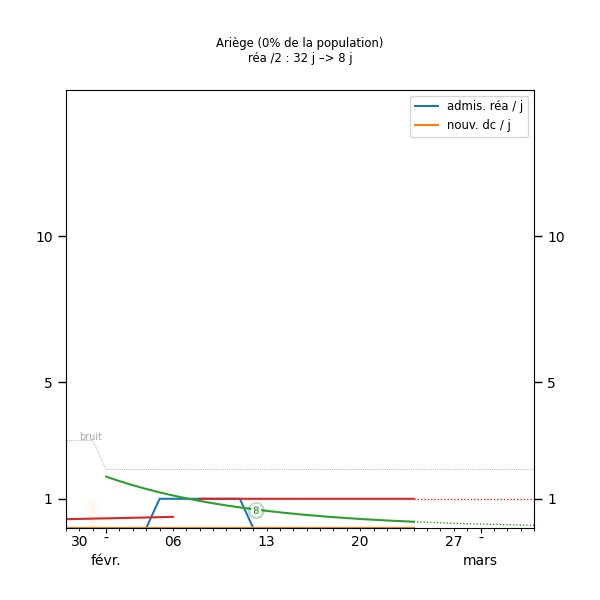 Ariège (0% de la population)
réa /2 : 32 j –> 8 j
admis. réa / j
nouv. dc / j
10 10
5 5
bruit
1 1
8
30 - 06 13 20 27 -
févr. mars